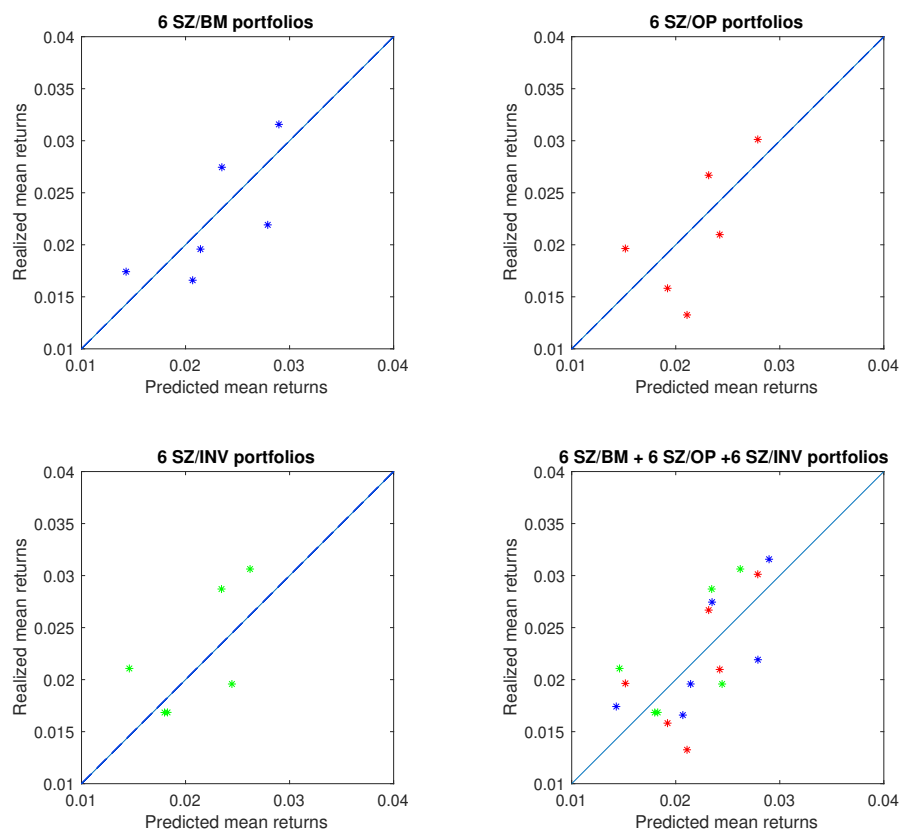 6 SZ/BM portfolios
0.04
0.035
0.03
0.025
0.02
0.015
0.01
Realized mean returns
0.01 0.02 0.03 0.04
Predicted mean returns
6 SZ/OP portfolios
0.04
0.035
0.03
0.025
0.02
0.015
0.01
Realized mean returns
0.01 0.02 0.03 0.04
Predicted mean returns
6 SZ/INV portfolios
0.04
0.035
0.03
0.025
0.02
0.015
0.01
Realized mean returns
0.01 0.02 0.03 0.04
Predicted mean returns
6 SZ/BM + 6 SZ/OP +6 SZ/INV portfolios
0.04
0.035
0.03
0.025
0.02
0.015
0.01
Realized mean returns
0.01 0.02 0.03 0.04
Predicted mean returns